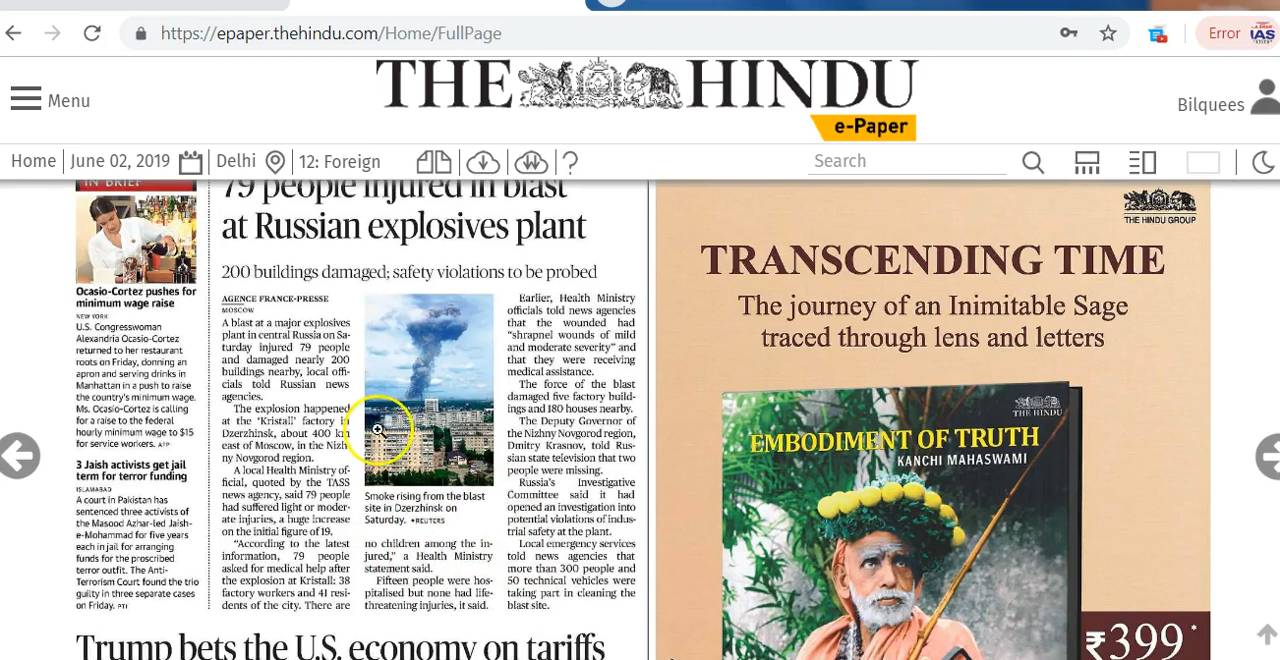 https://epaper.thehindu.com/Home/FullPage
Error
IAS
Menu
THE HINDU
e-Paper
Bilquees
Home
June 02, 2019
Delhi
12: Foreign
?
Search
IN BRIEF
Ocasio-Cortez pushes for
minimum wage raise
NEW YORK
U.S. Congresswoman
Alexandria Ocasio-Cortez
returned to her restaurant
roots on Friday, donning an
apron and serving drinks in
Manhattan in a push to raise
the country's minimum wage.
Ms. Ocasio-Cortez is calling
for a raise to the federal
hourly minimum wage to $15
for service workers. AFP
3 Jaish activists get jail
term for terror funding
ISLAMABAD
A court in Pakistan has
sentenced three activists of
the Masood Azhar-led Jaish-
e-Mohammad for five years
each in jail for arranging
funds for the proscribed
terror outfit. The Anti-
Terrorism Court found the trio
guilty in three separate cases
on Friday. PTI
79 people injured in blast
at Russian explosives plant
200 buildings damaged; safety violations to be probed
AGENCE FRANCE-PRESSE
MOSCOW
A blast at a major explosives
plant in central Russia on Sa-
turday injured 79 people
and damaged nearly 200
buildings nearby, local offi-
cials told Russian news
agencies.
The explosion happened
at the 'Kristall' factory in
Dzerzhinsk, about 400 km
east of Moscow, in the Nizh-
ny Novgorod region.
A local Health Ministry of-
ficial, quoted by the TASS
news agency, said 79 people
had suffered light or moder-
ate injuries, a huge increase
on the initial figure of 19.
"According to the latest
information, 79 people
asked for medical help after
the explosion at Kristall: 38
factory workers and 41 resi-
dents of the city. There are
Smoke rising from the blast
site in Dzerzhinsk on
Saturday. •REUTERS
no children among the in-
jured," a Health Ministry
statement said.
Fifteen people were hos-
pitalised but none had life-
threatening injuries, it said.
Earlier, Health Ministry
officials told news agencies
that the wounded had
"shrapnel wounds of mild
and moderate severity" and
that they were receiving
medical assistance.
The force of the blast
damaged five factory build-
ings and 180 houses nearby.
The Deputy Governor of
the Nizhny Novgorod region,
Dmitry Krasnov, told Rus-
sian state television that two
people were missing.
Russia's Investigative
Committee said it had
opened an investigation into
potential violations of indus-
trial safety at the plant.
Local emergency services
told news agencies that
more than 300 people and
50 technical vehicles were
taking part in cleaning the
blast site.
Trump bets the U.S. economy on tariffs
THE HINDU GROUP
TRANSCENDING TIME
The journey of an Inimitable Sage
traced through lens and letters
THE HINDU
EMBODIMENT OF TRUTH
KANCHI MAHASWAMI
₹399*